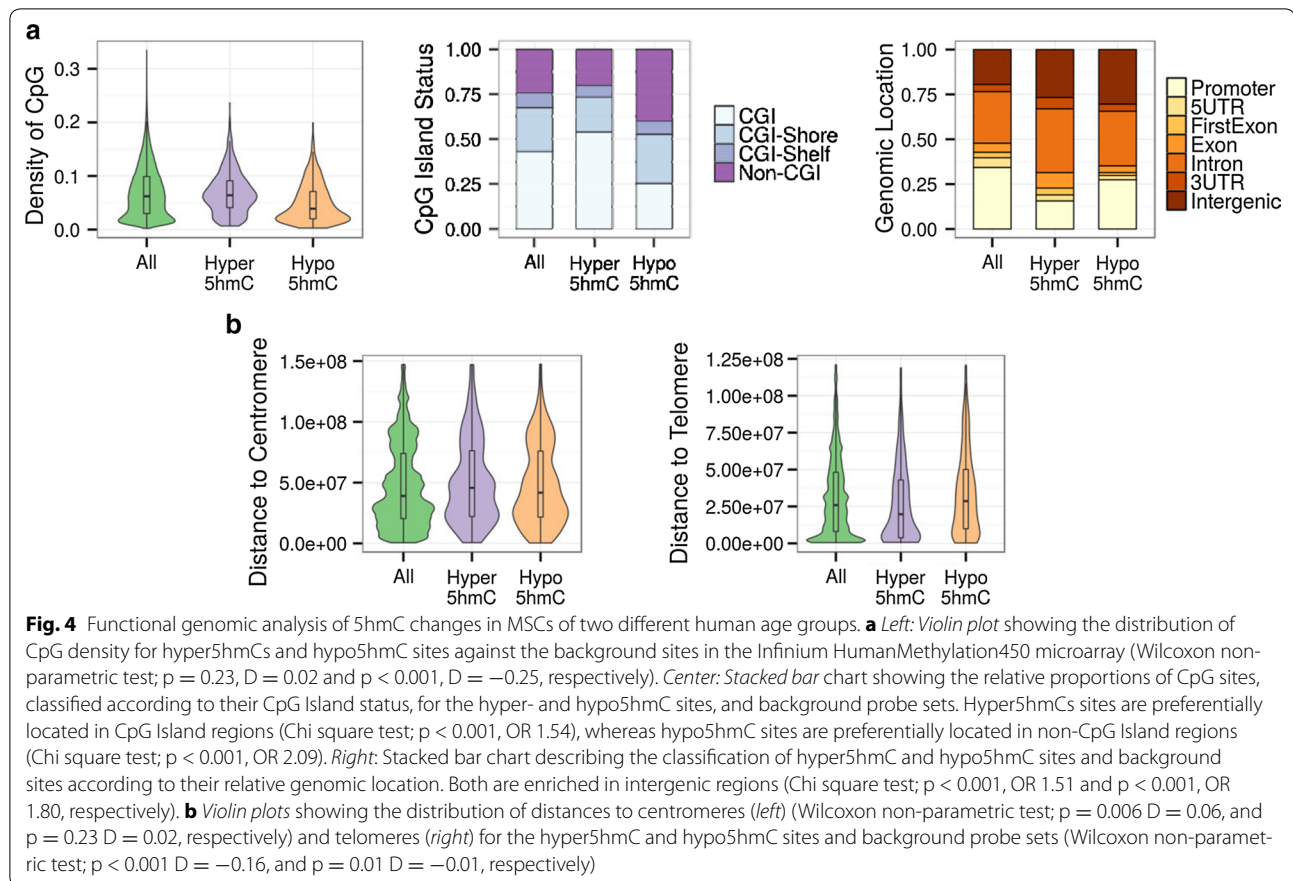 a
Density of CpG
0.3
0.2
0.1
0.0
All
Hyper
5hmC
Hypo
5hmC
CpG Island Status
1.00
0.75
0.50
0.25
0.00
All
Hyper
5hmC
Hypo
5hmC
CGI
CGI-Shore
CGI-Shelf
Non-CGI
Genomic Location
1.00
0.75
0.50
0.25
0.00
All
Hyper
5hmC
Hypo
5hmC
Promoter
5UTR
FirstExon
Exon
Intron
3UTR
Intergenic
b
Distance to Centromere
1.5e+08
1.0e+08
5.0e+07
0.0e+00
All
Hyper
5hmC
Hypo
5hmC
Distance to Telomere
1.25e+08
1.00e+08
7.50e+07
5.00e+07
2.50e+07
0.00e+00
All
Hyper
5hmC
Hypo
5hmC
Fig. 4 Functional genomic analysis of 5hmC changes in MSCs of two different human age groups. a Left: Violin plot showing the distribution of
CpG density for hyper5hmCs and hypo5hmC sites against the background sites in the Infinium HumanMethylation450 microarray (Wilcoxon non-
parametric test; p = 0.23, D = 0.02 and p < 0.001, D = −0.25, respectively). Center: Stacked bar chart showing the relative proportions of CpG sites,
classified according to their CpG Island status, for the hyper- and hypo5hmC sites, and background probe sets. Hyper5hmCs sites are preferentially
located in CpG Island regions (Chi square test; p < 0.001, OR 1.54), whereas hypo5hmC sites are preferentially located in non-CpG Island regions
(Chi square test; p < 0.001, OR 2.09). Right: Stacked bar chart describing the classification of hyper5hmC and hypo5hmC sites and background
sites according to their relative genomic location. Both are enriched in intergenic regions (Chi square test; p < 0.001, OR 1.51 and p < 0.001, OR
1.80, respectively). b Violin plots showing the distribution of distances to centromeres (left) (Wilcoxon non-parametric test; p = 0.006 D = 0.06, and
p = 0.23 D = 0.02, respectively) and telomeres (right) for the hyper5hmC and hypo5hmC sites and background probe sets (Wilcoxon non-paramet-
ric test; p < 0.001 D = −0.16, and p = 0.01 D = −0.01, respectively)